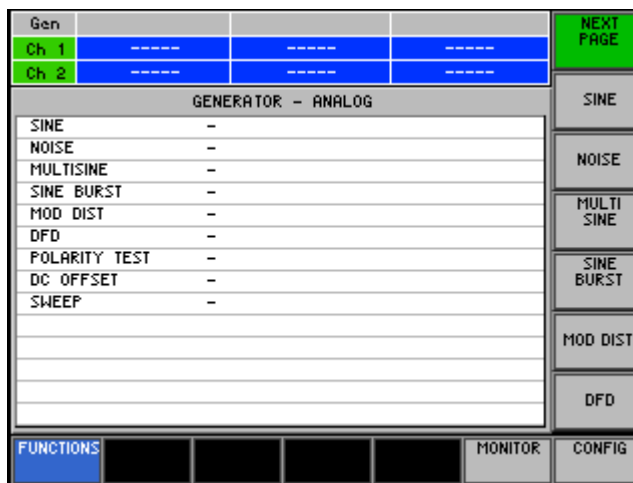 Gen
Ch 1 ----- ----- -----
Ch 2 ----- ----- -----
GENERATOR - ANALOG
SINE -
NOISE -
MULTISINE -
SINE BURST -
MOD DIST -
DFD -
POLARITY TEST -
DC OFFSET -
SWEEP -
NEXT
PAGE
SINE
NOISE
MULTI
SINE
SINE
BURST
MOD DIST
DFD
FUNCTIONS
MONITOR
CONFIG